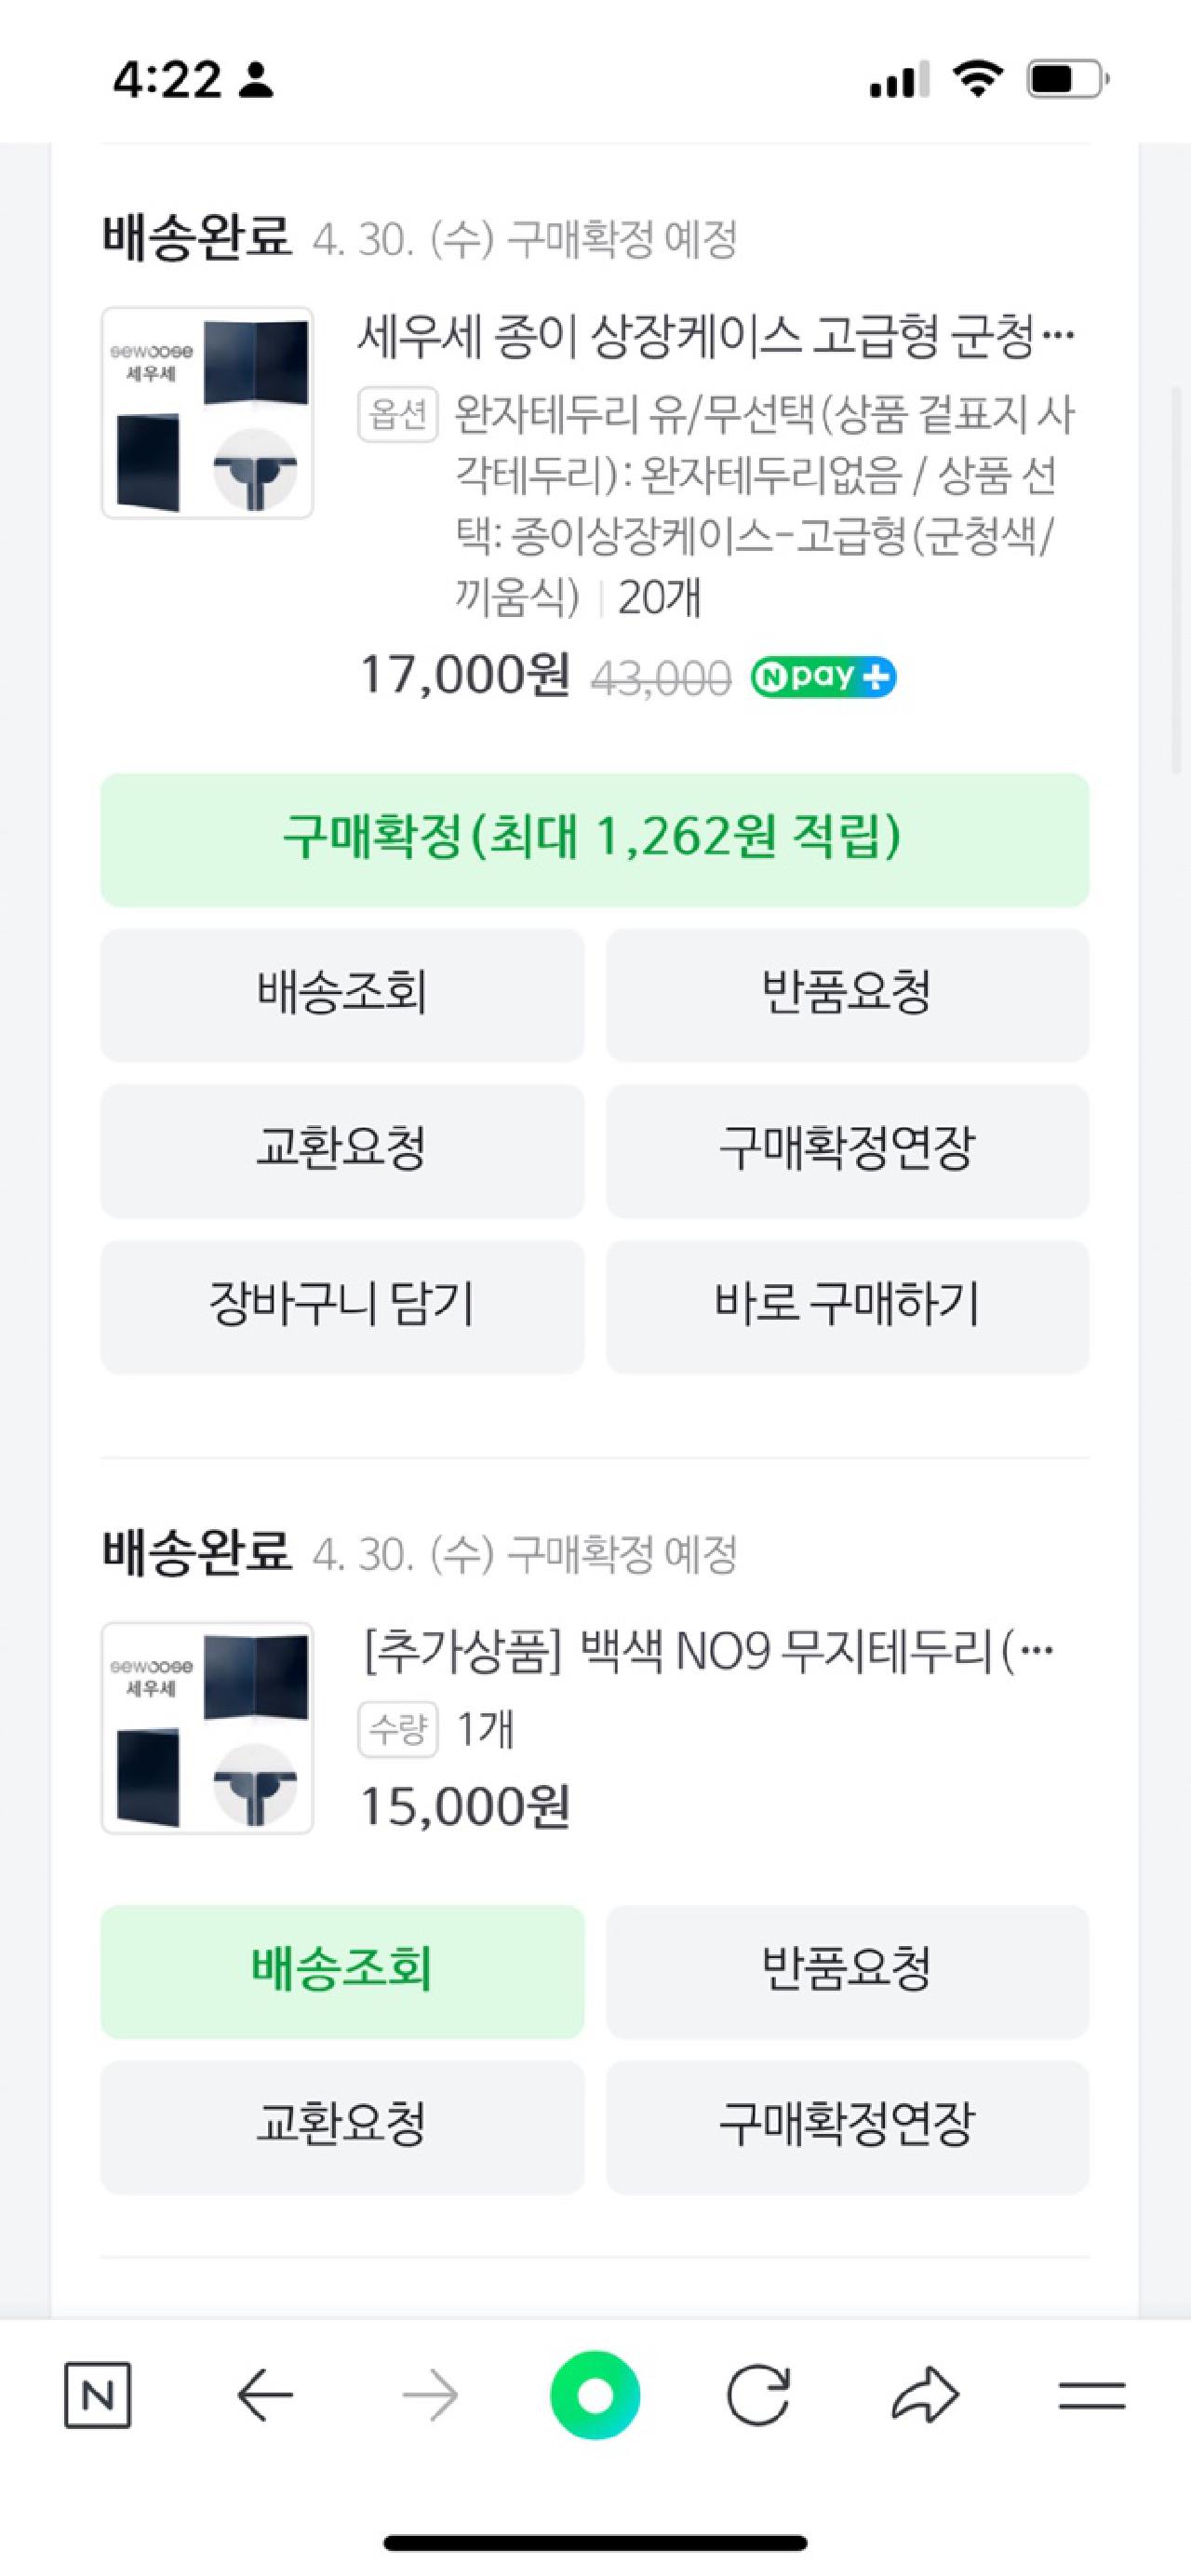 4:22
배송완료 4. 30. (수) 구매확정 예정
sewoose
세우세
세우세 종이 상장케이스 고급형 군청···
옵션 완자테두리 유/무선택(상품 겉표지 사
각테두리): 완자테두리없음 / 상품 선
택: 종이상장케이스-고급형(군청색/
끼움식) | 20개
17,000원 43,000 N pay +
구매확정(최대 1,262원 적립)
배송조회 반품요청
교환요청 구매확정연장
장바구니 담기 바로 구매하기
배송완료 4. 30. (수) 구매확정 예정
sewoose
세우세
[추가상품] 백색 NO9 무지테두리(···
수량 1개
15,000원
배송조회 반품요청
교환요청 구매확정연장
N